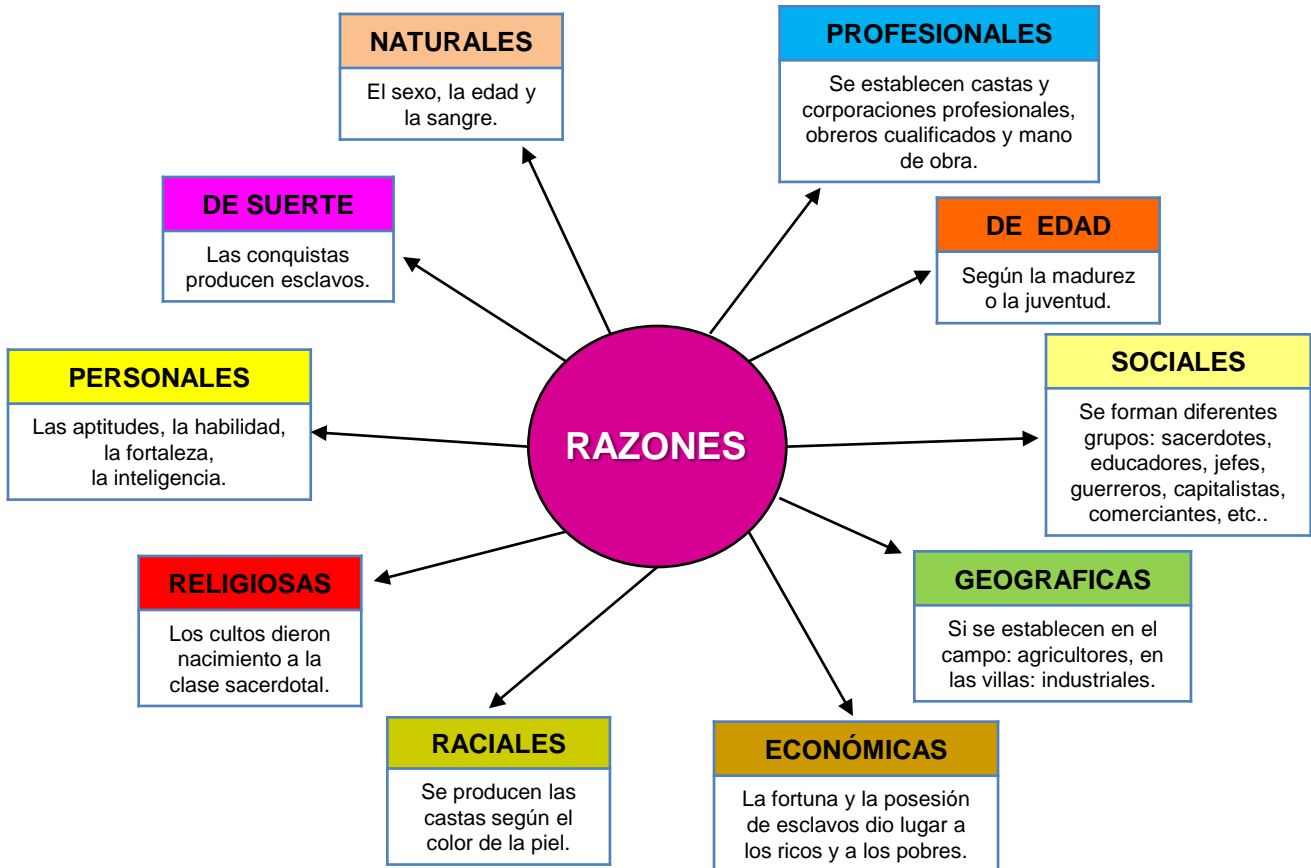 NATURALES
El sexo, la edad y
la sangre.
PROFESIONALES
Se establecen castas y
corporaciones profesionales,
obreros cualificados y mano
de obra.
DE SUERTE
Las conquistas
producen esclavos.
DE EDAD
Según la madurez
o la juventud.
PERSONALES
Las aptitudes, la habilidad,
la fortaleza,
la inteligencia.
RAZONES
SOCIALES
Se forman diferentes
grupos: sacerdotes,
educadores, jefes,
guerreros, capitalistas,
comerciantes, etc..
RELIGIOSAS
Los cultos dieron
nacimiento a la
clase sacerdotal.
GEOGRAFICAS
Si se establecen en el
campo: agricultores, en
las villas: industriales.
RACIALES
Se producen las
castas según el
color de la piel.
ECONÓMICAS
La fortuna y la posesión
de esclavos dio lugar a
los ricos y a los pobres.